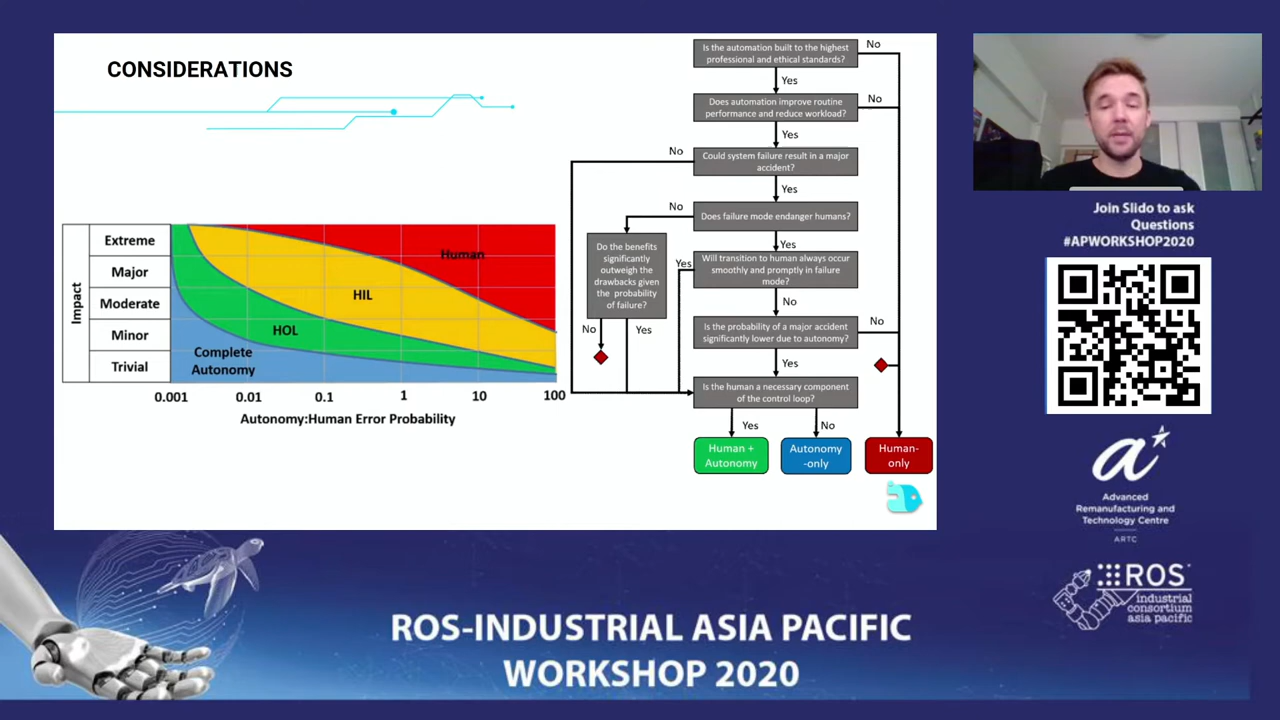 CONSIDERATIONS
Impact
Extreme
Major
Moderate
Minor
Trivial
Human
HIL
HOL
Complete
Autonomy
0.001
0.01
0.1
1
10
100
Autonomy:Human Error Probability
Is the automation built to the highest
professional and ethical standards?
No
Yes
Does automation improve routine
performance and reduce workload?
No
Yes
Could system failure result in a major
accident?
No
Yes
Does failure mode endanger humans?
No
Yes
Do the benefits
significantly
outweigh the
drawbacks given
the probability
of failure?
No
Yes
Will transition to human always occur
smoothly and promptly in failure
mode?
Yes
No
Is the probability of a major accident
significantly lower due to autonomy?
No
Yes
Is the human a necessary component
of the control loop?
Yes
No
Human +
Autonomy
Autonomy
-only
Human-
only
Join Slido to ask
Questions
#APWORKSHOP2020
Advanced
Remanufacturing and
Technology Centre
ARTC
ROS
industrial
consortium
asia pacific
ROS-INDUSTRIAL ASIA PACIFIC
WORKSHOP 2020